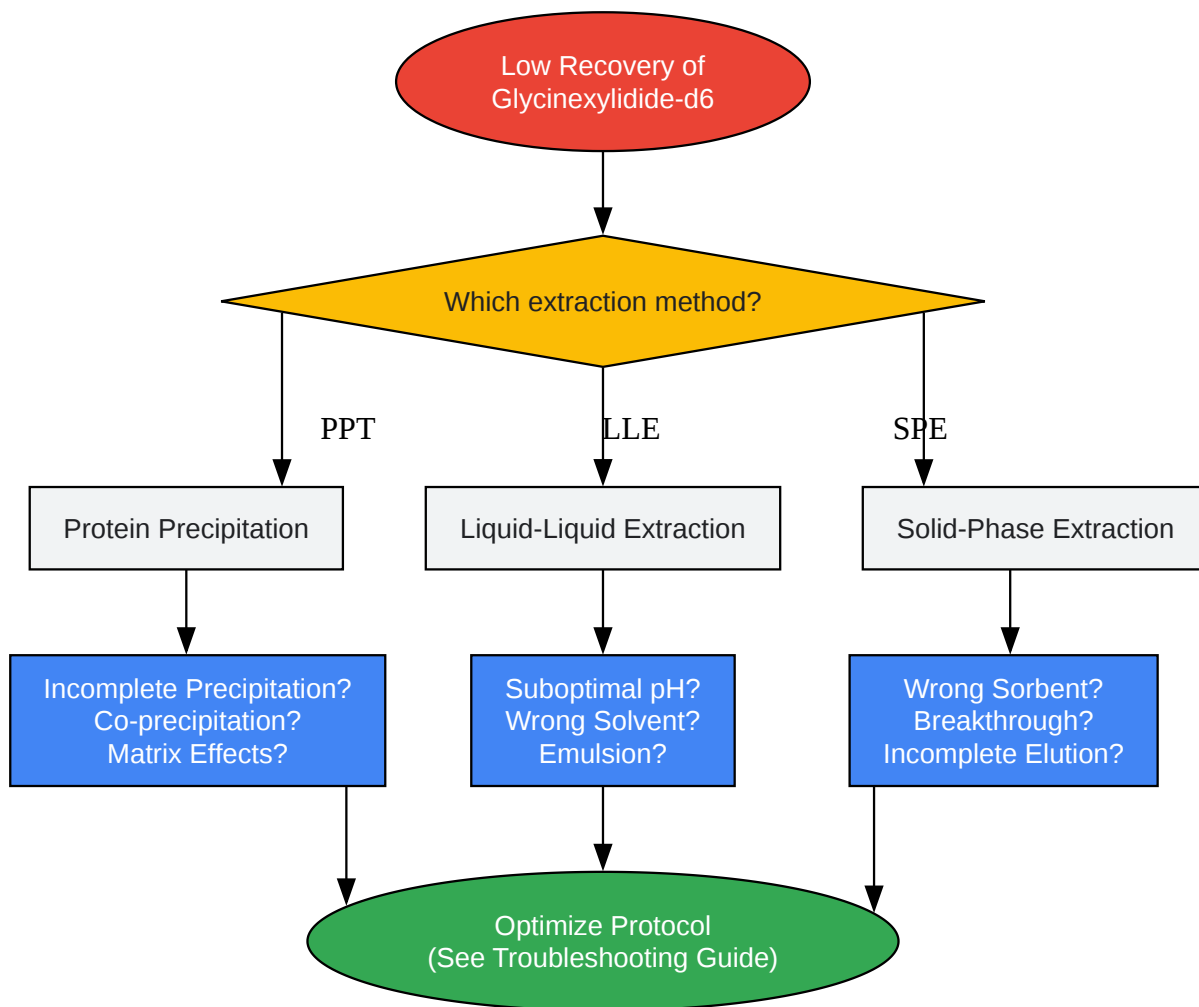 Low Recovery of
Glycinexylidide-d6
Which extraction method?
PPT
LLE
SPE
Protein Precipitation
Liquid-Liquid Extraction
Solid-Phase Extraction
Incomplete Precipitation?
Co-precipitation?
Matrix Effects?
Suboptimal pH?
Wrong Solvent?
Emulsion?
Wrong Sorbent?
Breakthrough?
Incomplete Elution?
Optimize Protocol
(See Troubleshooting Guide)